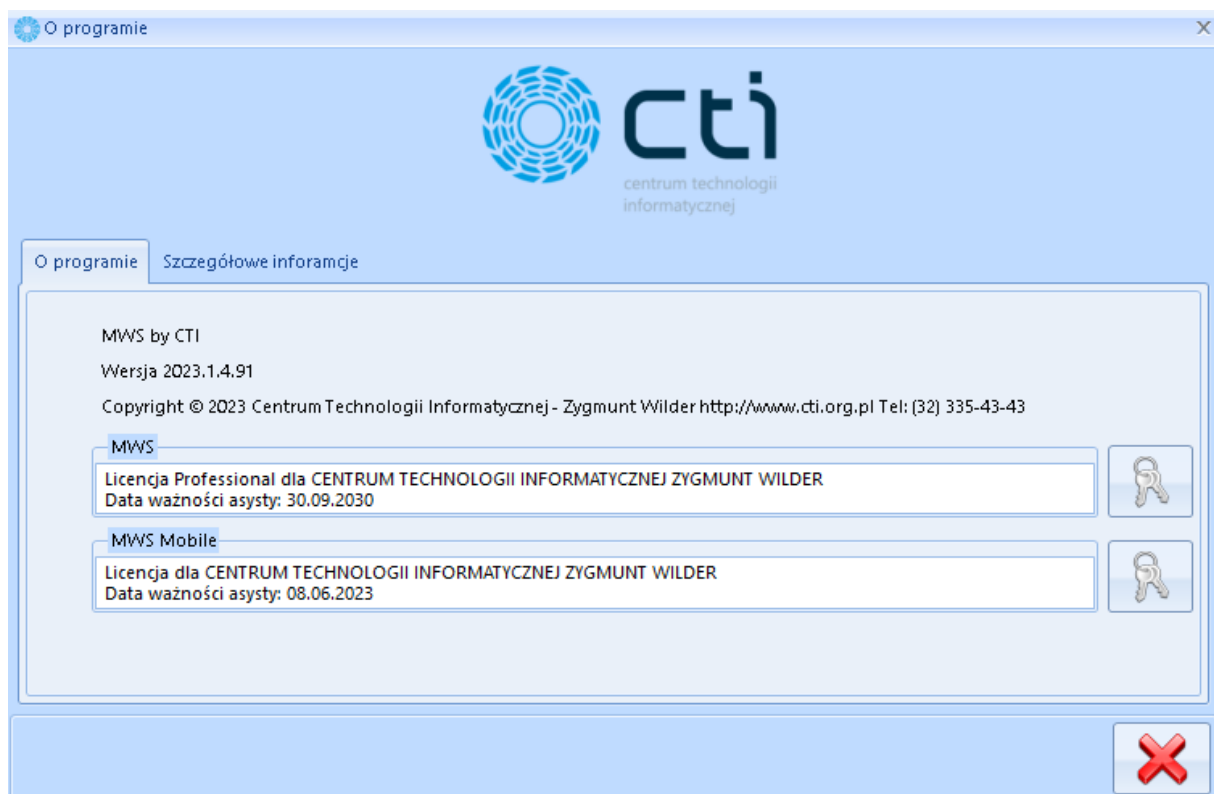 O programie
cti
centrum technologii
informatycznej
O programie
Szczegółowe inforamcje
MWS by CTI
Wersja 2023.1.4.91
Copyright © 2023 Centrum Technologii Informatycznej - Zygmunt Wilder http://www.cti.org.pl Tel: (32) 335-43-43
MWS
Licencja Professional dla CENTRUM TECHNOLOGII INFORMATYCZNEJ ZYGMUNT WILDER
Data ważności asysty: 30.09.2030
MWS Mobile
Licencja dla CENTRUM TECHNOLOGII INFORMATYCZNEJ ZYGMUNT WILDER
Data ważności asysty: 08.06.2023